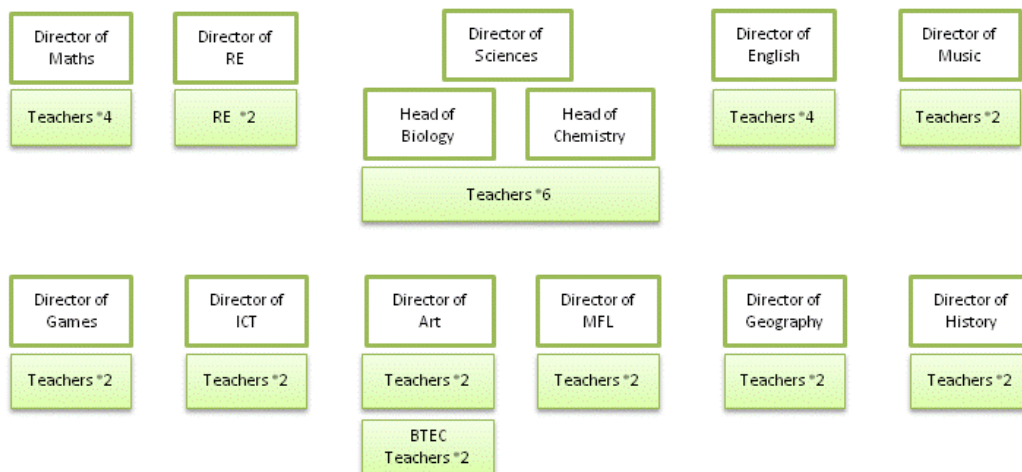 Director of
Maths
Teachers *4
Director of
RE
RE *2
Director of
Sciences
Head of
Biology
Head of
Chemistry
Teachers *6
Director of
English
Teachers *4
Director of
Music
Teachers *2
Director of
Games
Teachers *2
Director of
ICT
Teachers *2
Director of
Art
Teachers *2
BTEC
Teachers *2
Director of
MFL
Teachers *2
Director of
Geography
Teachers *2
Director of
History
Teachers *2